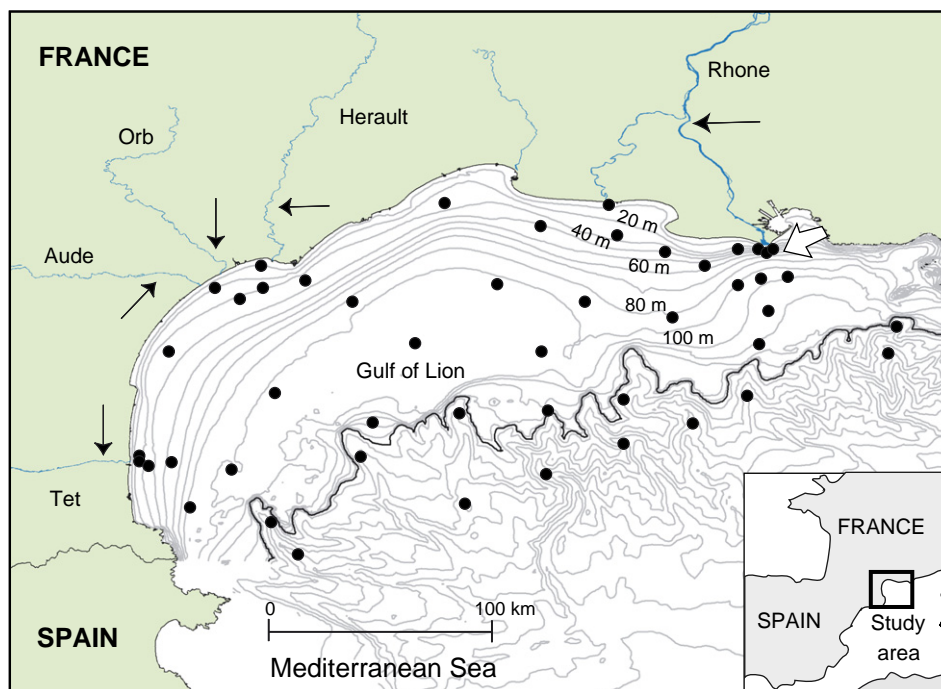 FRANCE
Rhone
Herault
Orb
20 m
40 m
Aude
60 m
80 m
100 m
Gulf of Lion
Tet
FRANCE
0
100 km
SPAIN
Study
area
SPAIN
Mediterranean Sea